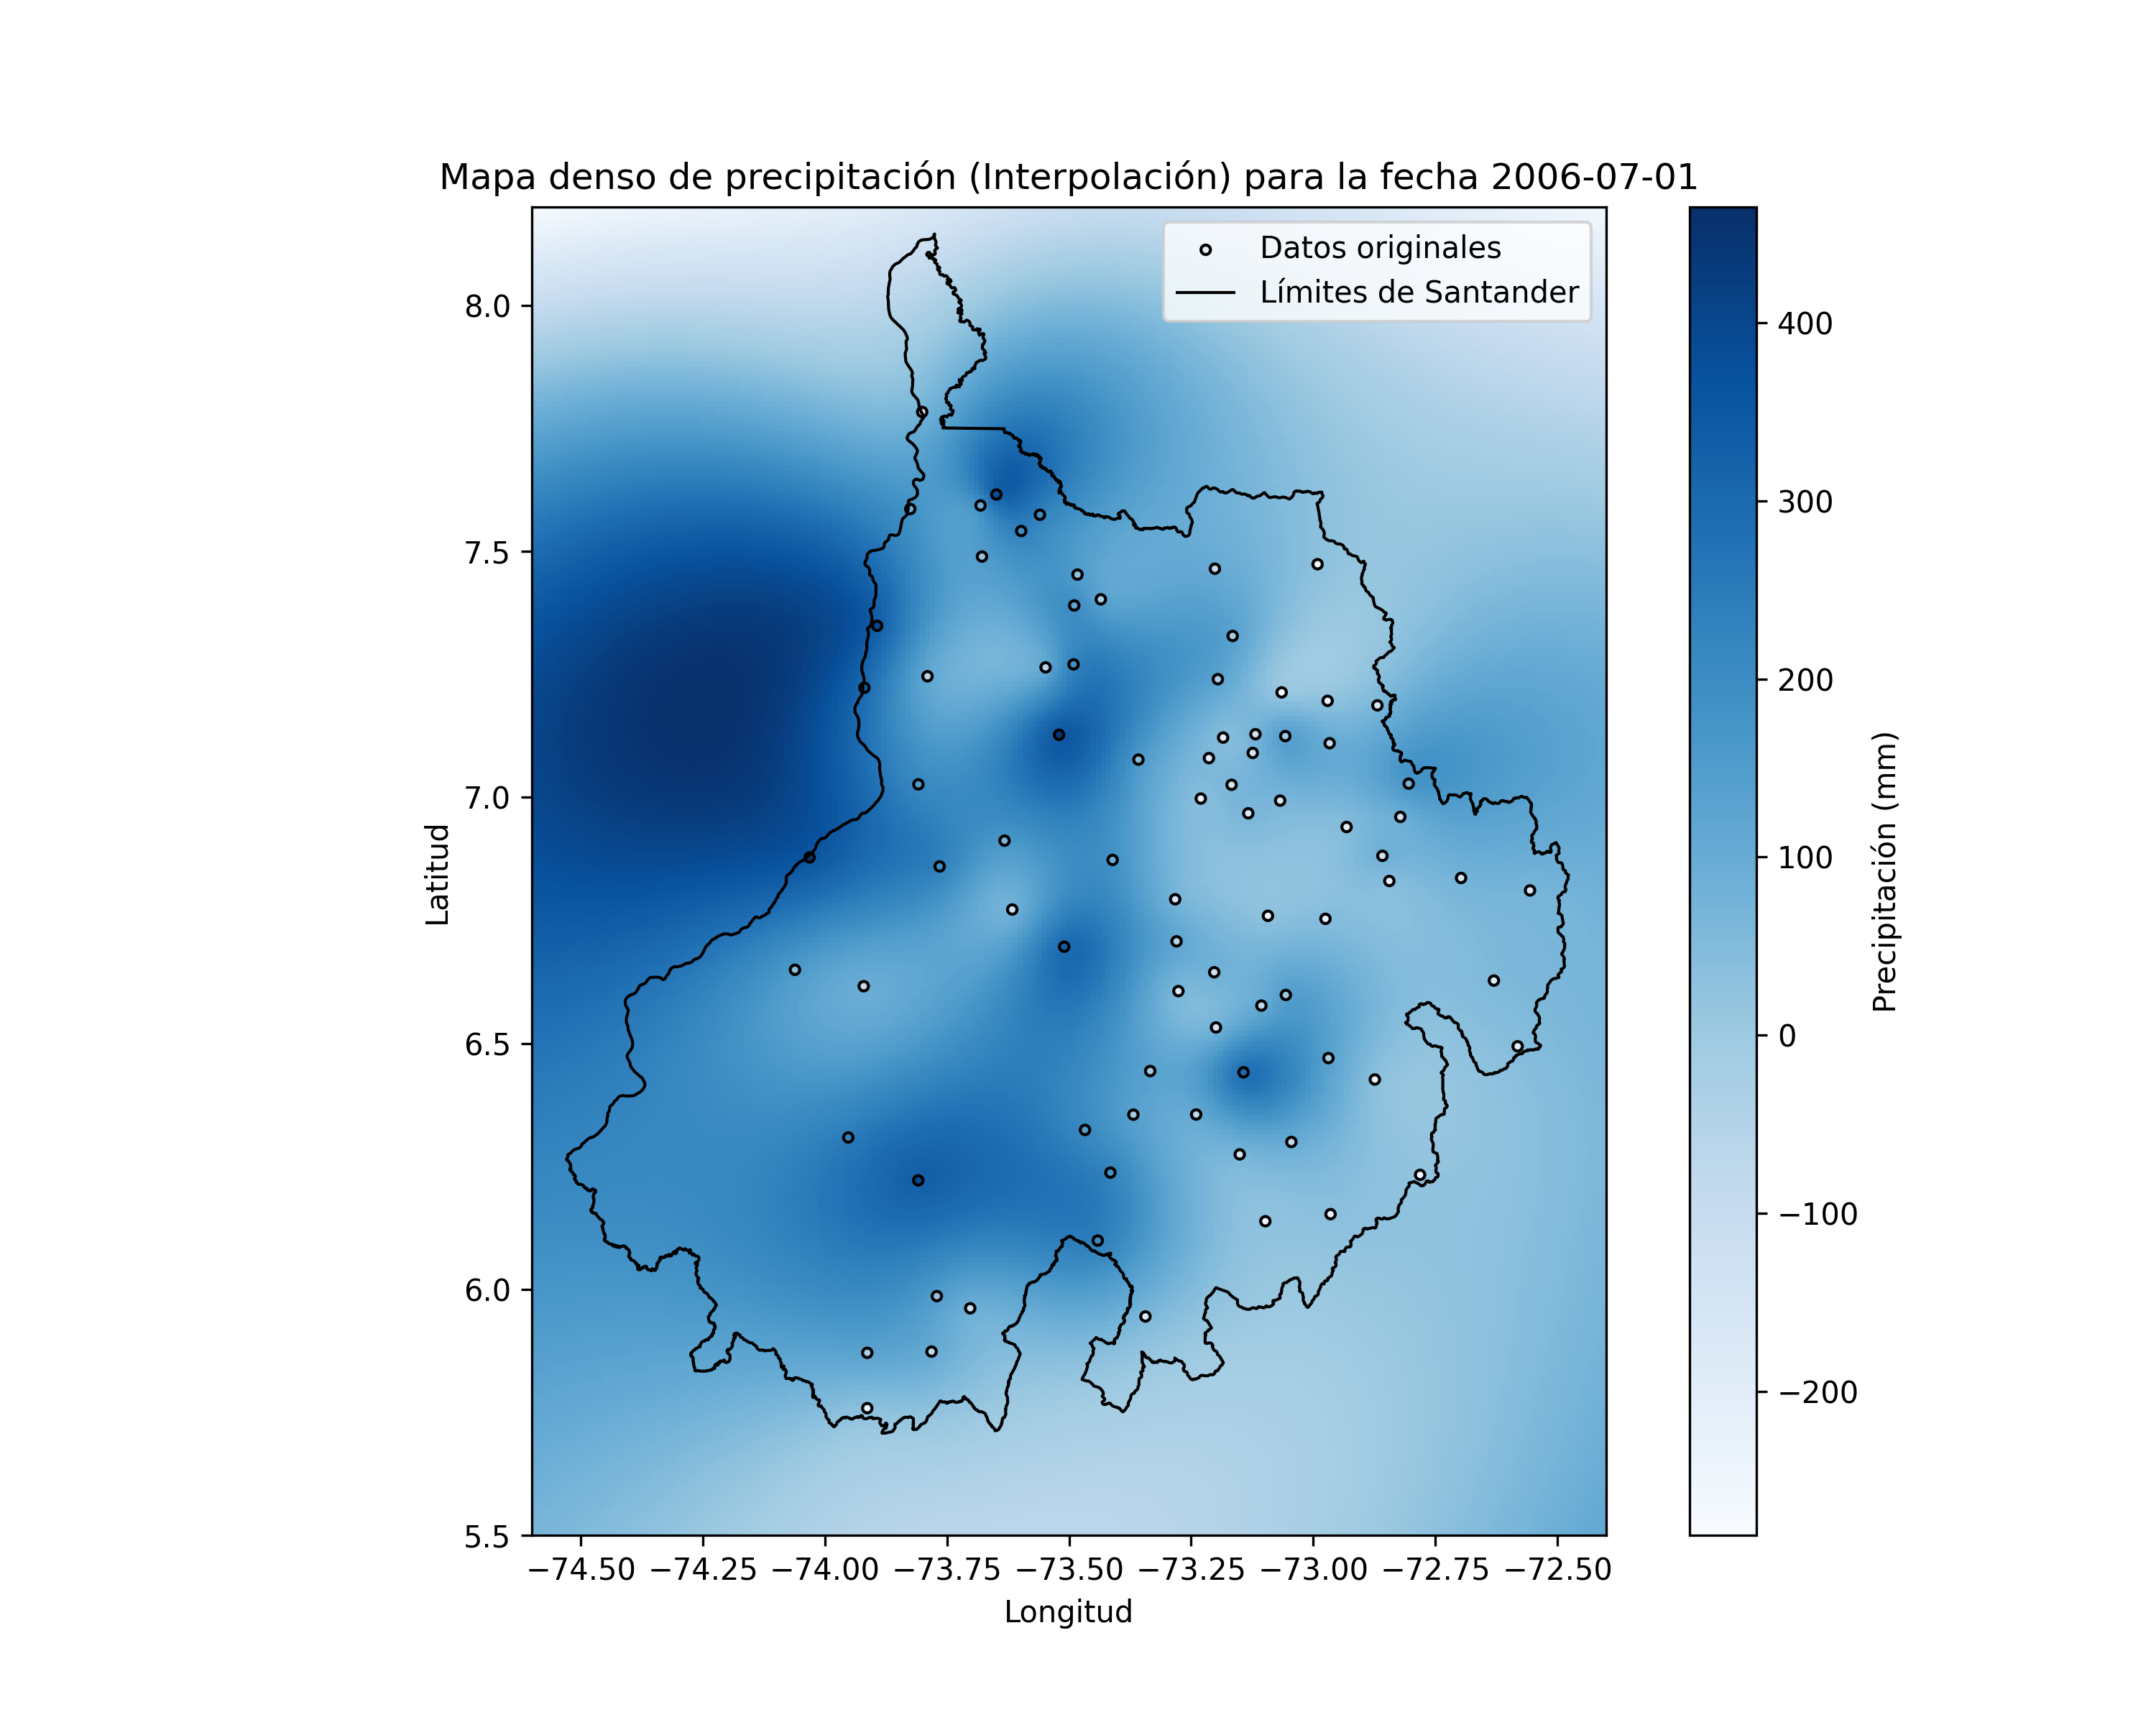 Mapa denso de precipitación (Interpolación) para la fecha 2006-07-01
Datos originales
Límites de Santander
8.0
7.5
7.0
6.5
6.0
5.5
Latitud
−74.50 −74.25 −74.00 −73.75 −73.50 −73.25 −73.00 −72.75 −72.50
Longitud
400
300
200
100
0
−100
−200
Precipitación (mm)